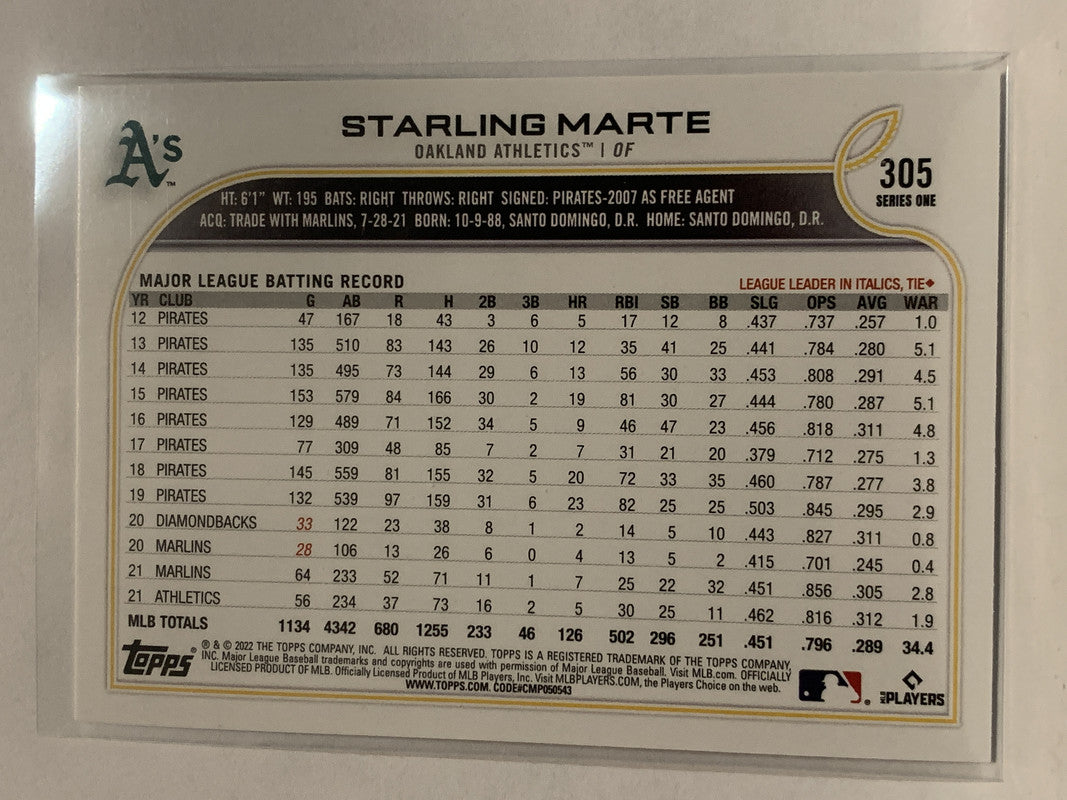 A's™
STARLING MARTE
OAKLAND ATHLETICS™ | OF
305
SERIES ONE
HT: 6'1" WT: 195 BATS: RIGHT THROWS: RIGHT SIGNED: PIRATES-2007 AS FREE AGENT
ACQ: TRADE WITH MARLINS, 7-28-21 BORN: 10-9-88, SANTO DOMINGO, D.R. HOME: SANTO DOMINGO, D.R.
MAJOR LEAGUE BATTING RECORD LEAGUE LEADER IN ITALICS, TIE◆
YR CLUB G AB R H 2B 3B HR RBI SB BB SLG OPS AVG WAR
12 PIRATES 47 167 18 43 3 6 5 17 12 8 .437 .737 .257 1.0
13 PIRATES 135 510 83 143 26 10 12 35 41 25 .441 .784 .280 5.1
14 PIRATES 135 495 73 144 29 6 13 56 30 33 .453 .808 .291 4.5
15 PIRATES 153 579 84 166 30 2 19 81 30 27 .444 .780 .287 5.1
16 PIRATES 129 489 71 152 34 5 9 46 47 23 .456 .818 .311 4.8
17 PIRATES 77 309 48 85 7 2 7 31 21 20 .379 .712 .275 1.3
18 PIRATES 145 559 81 155 32 5 20 72 33 35 .460 .787 .277 3.8
19 PIRATES 132 539 97 159 31 6 23 82 25 25 .503 .845 .295 2.9
20 DIAMONDBACKS 33 122 23 38 8 1 2 14 5 10 .443 .827 .311 0.8
20 MARLINS 28 106 13 26 6 0 4 13 5 2 .415 .701 .245 0.4
21 MARLINS 64 233 52 71 11 1 7 25 22 32 .451 .856 .305 2.8
21 ATHLETICS 56 234 37 73 16 2 5 30 25 11 .462 .816 .312 1.9
MLB TOTALS 1134 4342 680 1255 233 46 126 502 296 251 .451 .796 .289 34.4
Topps® & © 2022 THE TOPPS COMPANY, INC. ALL RIGHTS RESERVED. TOPPS IS A REGISTERED TRADEMARK OF THE TOPPS COMPANY,
INC. Major League Baseball trademarks and copyrights are used with permission of Major League Baseball. Visit MLB.com. OFFICIALLY
LICENSED PRODUCT OF MLB. Officially Licensed Product of MLB Players, Inc. Visit MLBPLAYERS.COM, the Players Choice on the web.
WWW.TOPPS.COM. CODE#CMP050543
MLB PLAYERS